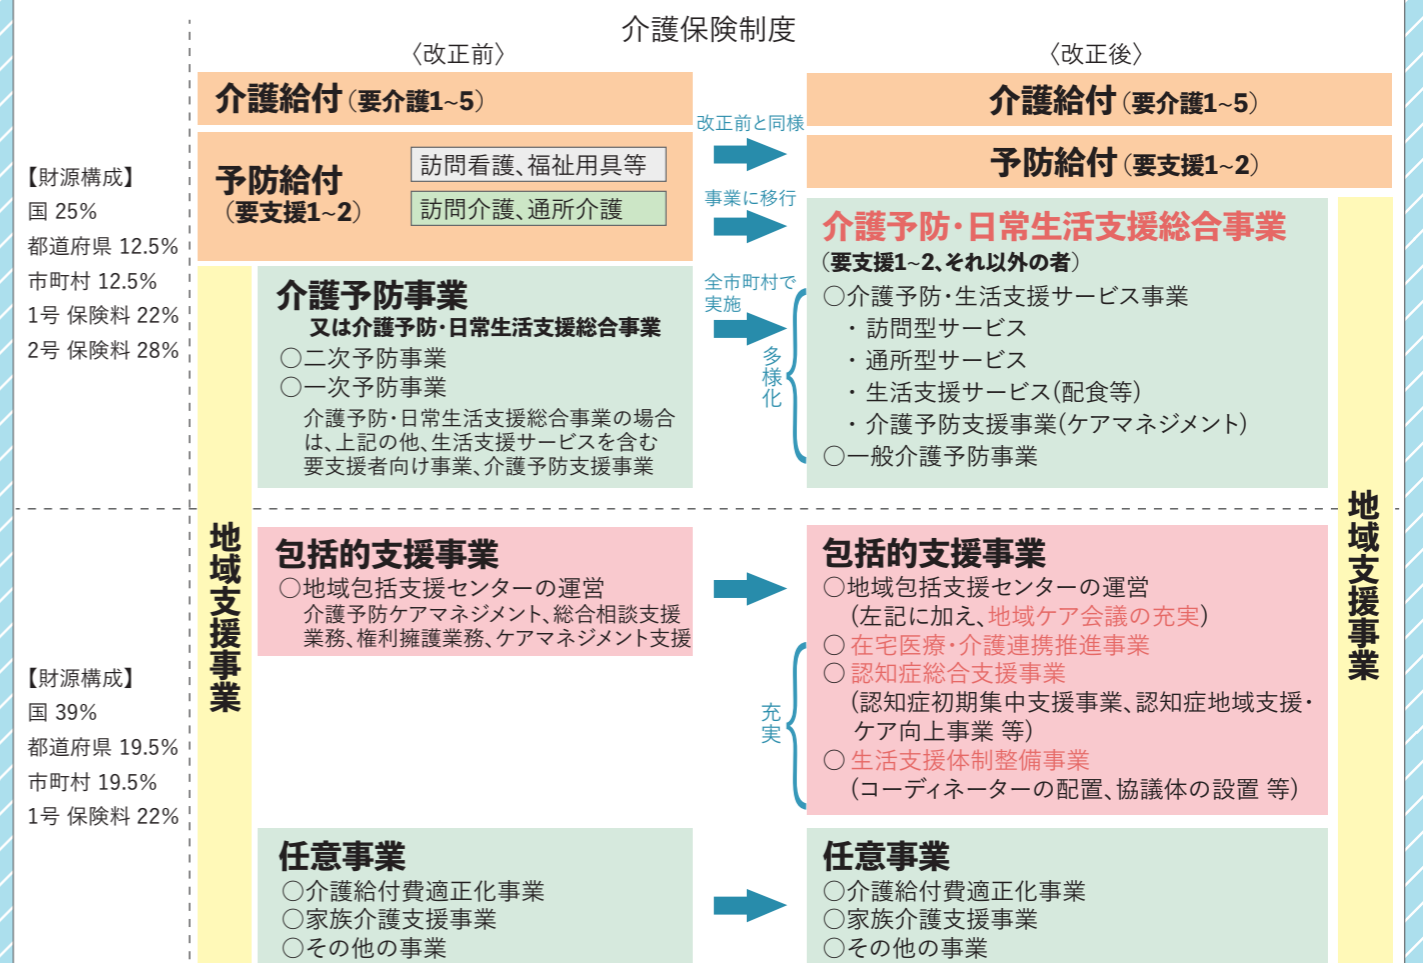 介護保険制度
〈改正前〉
〈改正後〉
【財源構成】
国 25%
都道府県 12.5%
市町村 12.5%
1号 保険料 22%
2号 保険料 28%
介護給付（要介護1~5）
予防給付
（要支援1~2）
訪問看護、福祉用具等
訪問介護、通所介護
地域支援事業
介護予防事業
又は介護予防・日常生活支援総合事業
○二次予防事業
○一次予防事業
介護予防・日常生活支援総合事業の場合
は、上記の他、生活支援サービスを含む
要支援者向け事業、介護予防支援事業
改正前と同様
事業に移行
全市町村で
実施
多様化
介護給付（要介護1~5）
予防給付（要支援1~2）
介護予防・日常生活支援総合事業
（要支援1~2、それ以外の者）
○介護予防・生活支援サービス事業
・訪問型サービス
・通所型サービス
・生活支援サービス(配食等)
・介護予防支援事業(ケアマネジメント)
○一般介護予防事業
地域支援事業
【財源構成】
国 39%
都道府県 19.5%
市町村 19.5%
1号 保険料 22%
包括的支援事業
○地域包括支援センターの運営
介護予防ケアマネジメント、総合相談支援
業務、権利擁護業務、ケアマネジメント支援
充実
包括的支援事業
○地域包括支援センターの運営
(左記に加え、地域ケア会議の充実)
○在宅医療・介護連携推進事業
○認知症総合支援事業
(認知症初期集中支援事業、認知症地域支援・
ケア向上事業 等)
○生活支援体制整備事業
(コーディネーターの配置、協議体の設置 等)
任意事業
○介護給付費適正化事業
○家族介護支援事業
○その他の事業
任意事業
○介護給付費適正化事業
○家族介護支援事業
○その他の事業